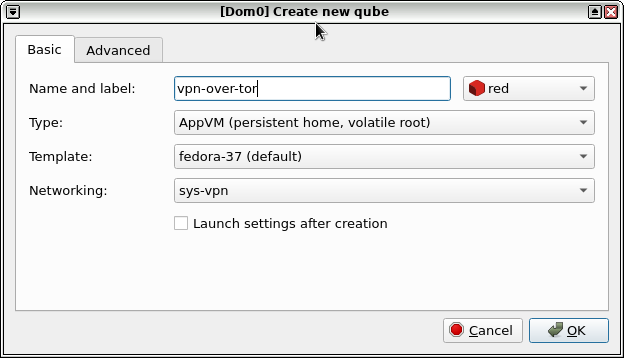 [Dom0] Create new qube
Basic Advanced
Name and label: vpn-over-tor red
Type: AppVM (persistent home, volatile root)
Template: fedora-37 (default)
Networking: sys-vpn
Launch settings after creation
Cancel OK